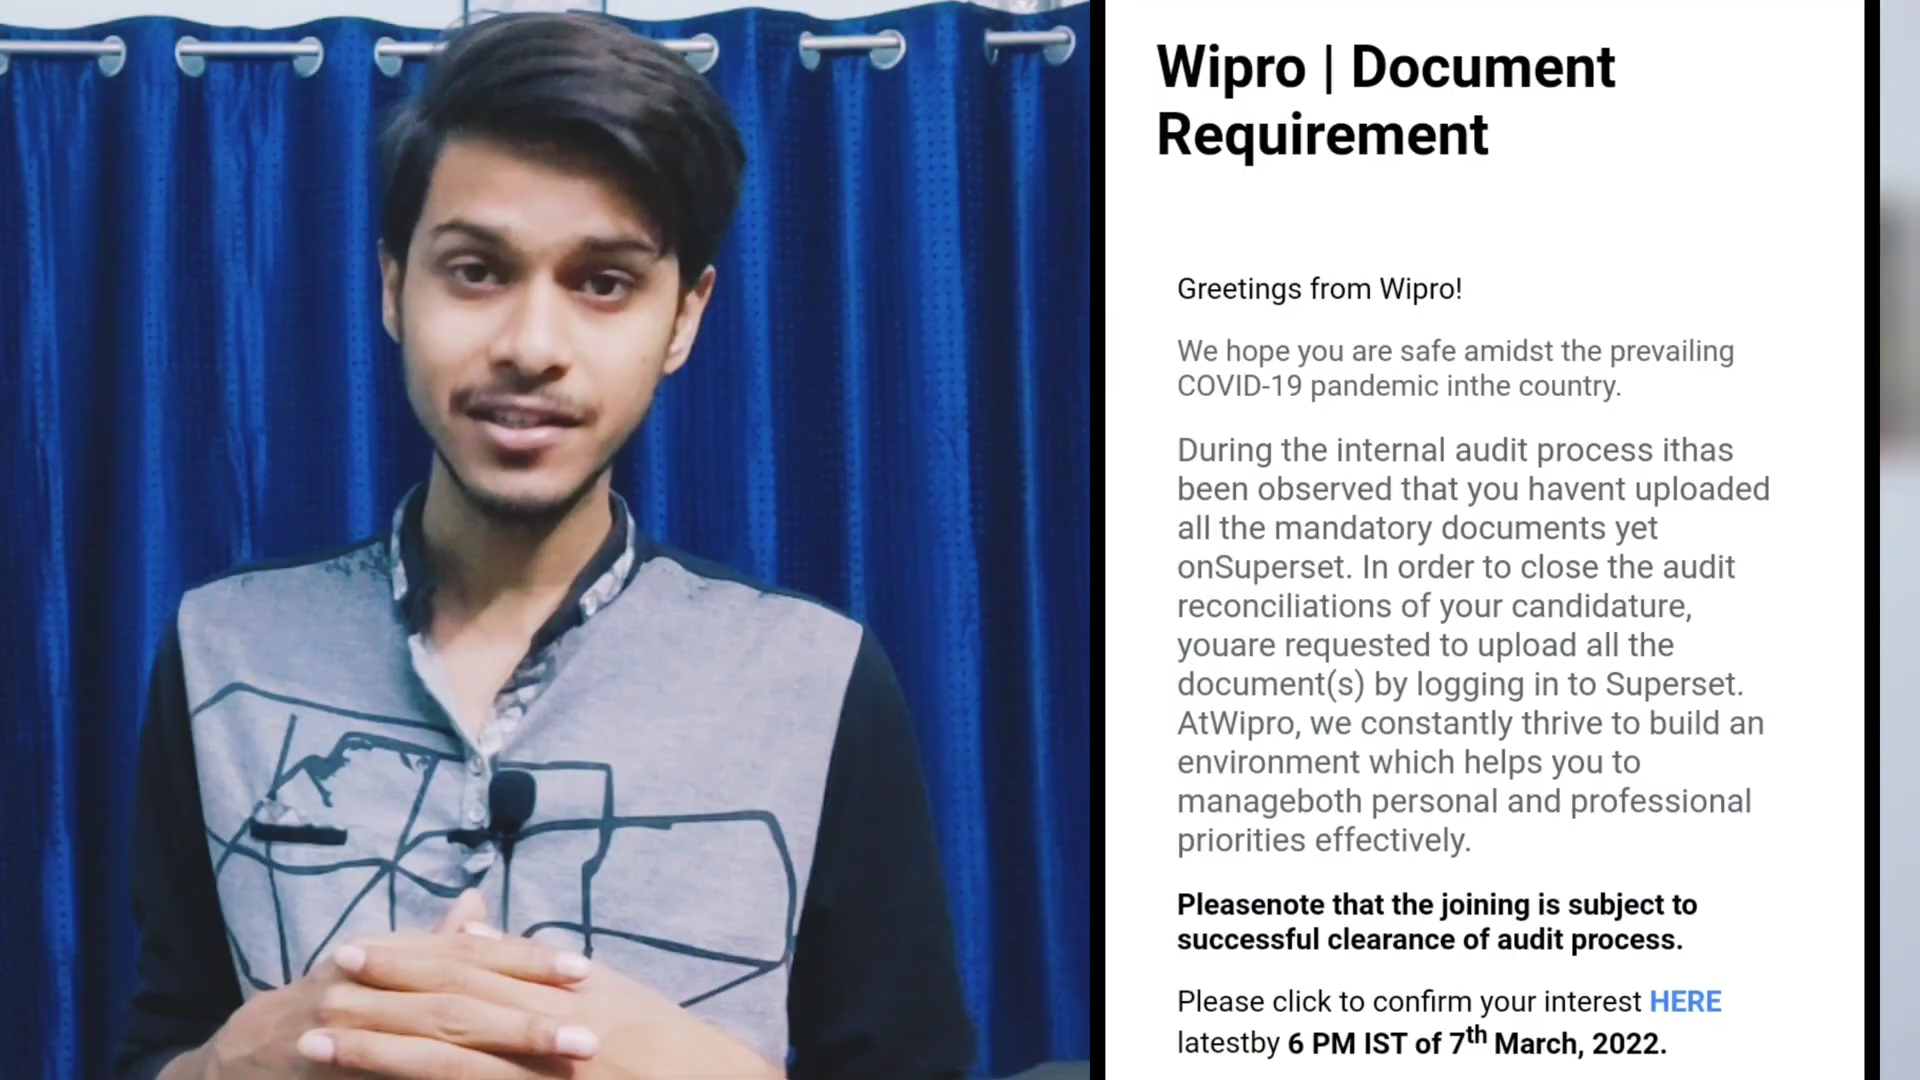 Wipro | Document
Requirement
Greetings from Wipro!
We hope you are safe amidst the prevailing
COVID-19 pandemic inthe country.
During the internal audit process ithas
been observed that you havent uploaded
all the mandatory documents yet
onSuperset. In order to close the audit
reconciliations of your candidature,
youare requested to upload all the
document(s) by logging in to Superset.
AtWipro, we constantly thrive to build an
environment which helps you to
manageboth personal and professional
priorities effectively.
Pleasenote that the joining is subject to
successful clearance of audit process.
Please click to confirm your interest HERE
latestby 6 PM IST of 7th March, 2022.